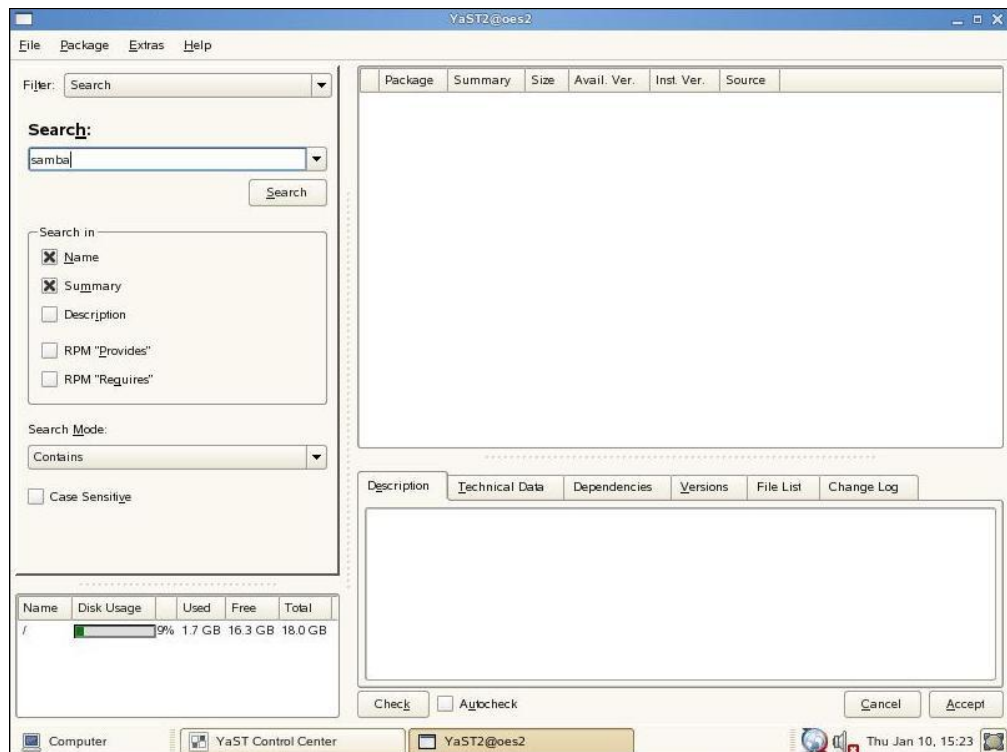 YaST2@oes2
File Package Extras Help
Filter: Search
Search:
samba
Search
Search in
Name
Summary
Description
RPM "Provides"
RPM "Requires"
Search Mode:
Contains
Case Sensitive
Name Disk Usage Used Free Total
/ 9% 1.7 GB 16.3 GB 18.0 GB
Package Summary Size Avail. Ver. Inst. Ver. Source
Description Technical Data Dependencies Versions File List Change Log
Check Autocheck Cancel Accept
Computer YaST Control Center YaST2@oes2 Thu Jan 10, 15:23